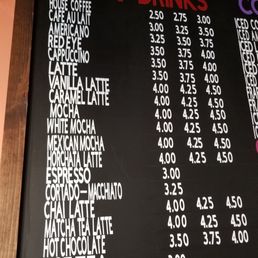 DRINKS
HOUSE COFFEE 2.50 2.75 3.00
CAFE AU LAIT 3.00 3.25 3.50
AMERICANO 3.00 3.25 3.50
RED EYE 3.25 3.50 3.75
CAPPUCCINO 3.50 3.75 4.00
LATTE 3.50 3.75 4.00
VANILLA LATTE 4.00 4.25 4.50
CARAMEL LATTE 4.00 4.25 4.50
MOCHA 4.00 4.25 4.50
WHITE MOCHA 4.00 4.25 4.50
MEXICAN MOCHA 4.00 4.25 4.50
HORCHATA LATTE 4.00 4.25 4.50
ESPRESSO 3.00
CORTADO-MACCHIATO 3.25
CHAI LATTE 4.00 4.25 4.50
MATCHA TEA LATTE 4.00 4.25 4.50
HOT CHOCOLATE 3.50 3.75 4.00
ICED
ICED